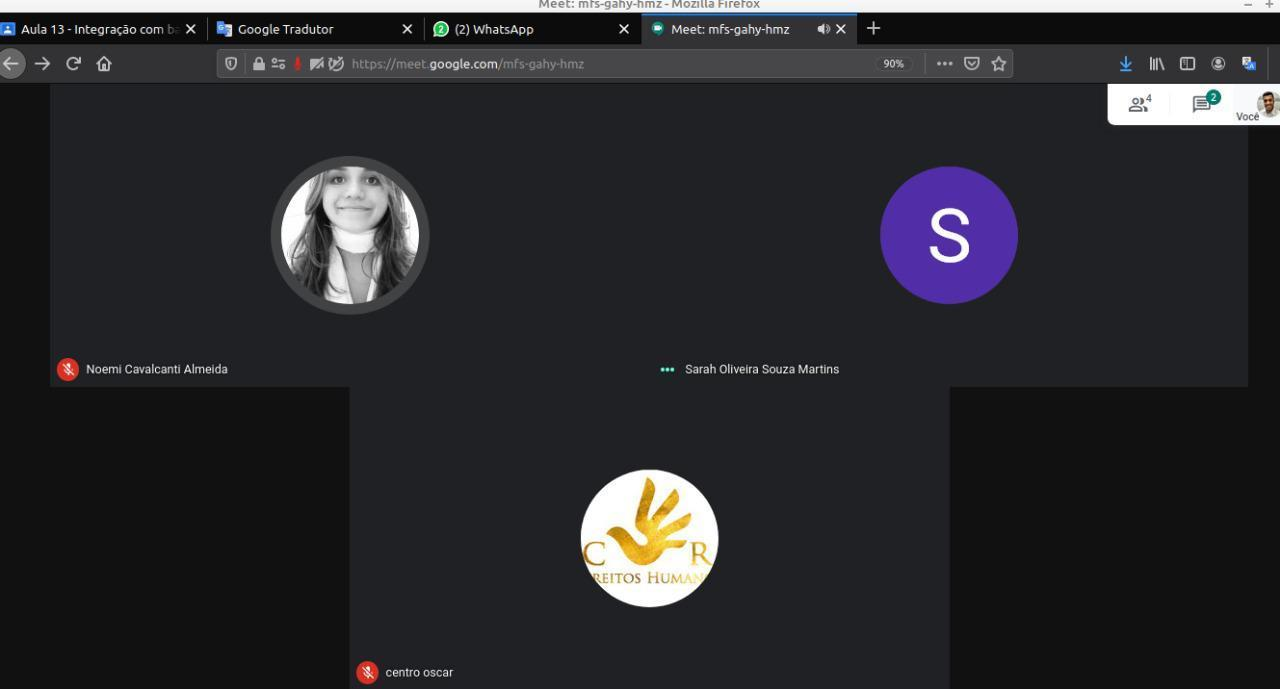 Meet: mfs-gahy-hmz - Mozilla Firefox
Aula 13 - Integração com ba
Google Tradutor
2 (2) WhatsApp
Meet: mfs-gahy-hmz
https://meet.google.com/mfs-gahy-hmz
90%
4
2
Você
S
Noemi Cavalcanti Almeida
Sarah Oliveira Souza Martins
C R
REITOS HUMAN
centro oscar